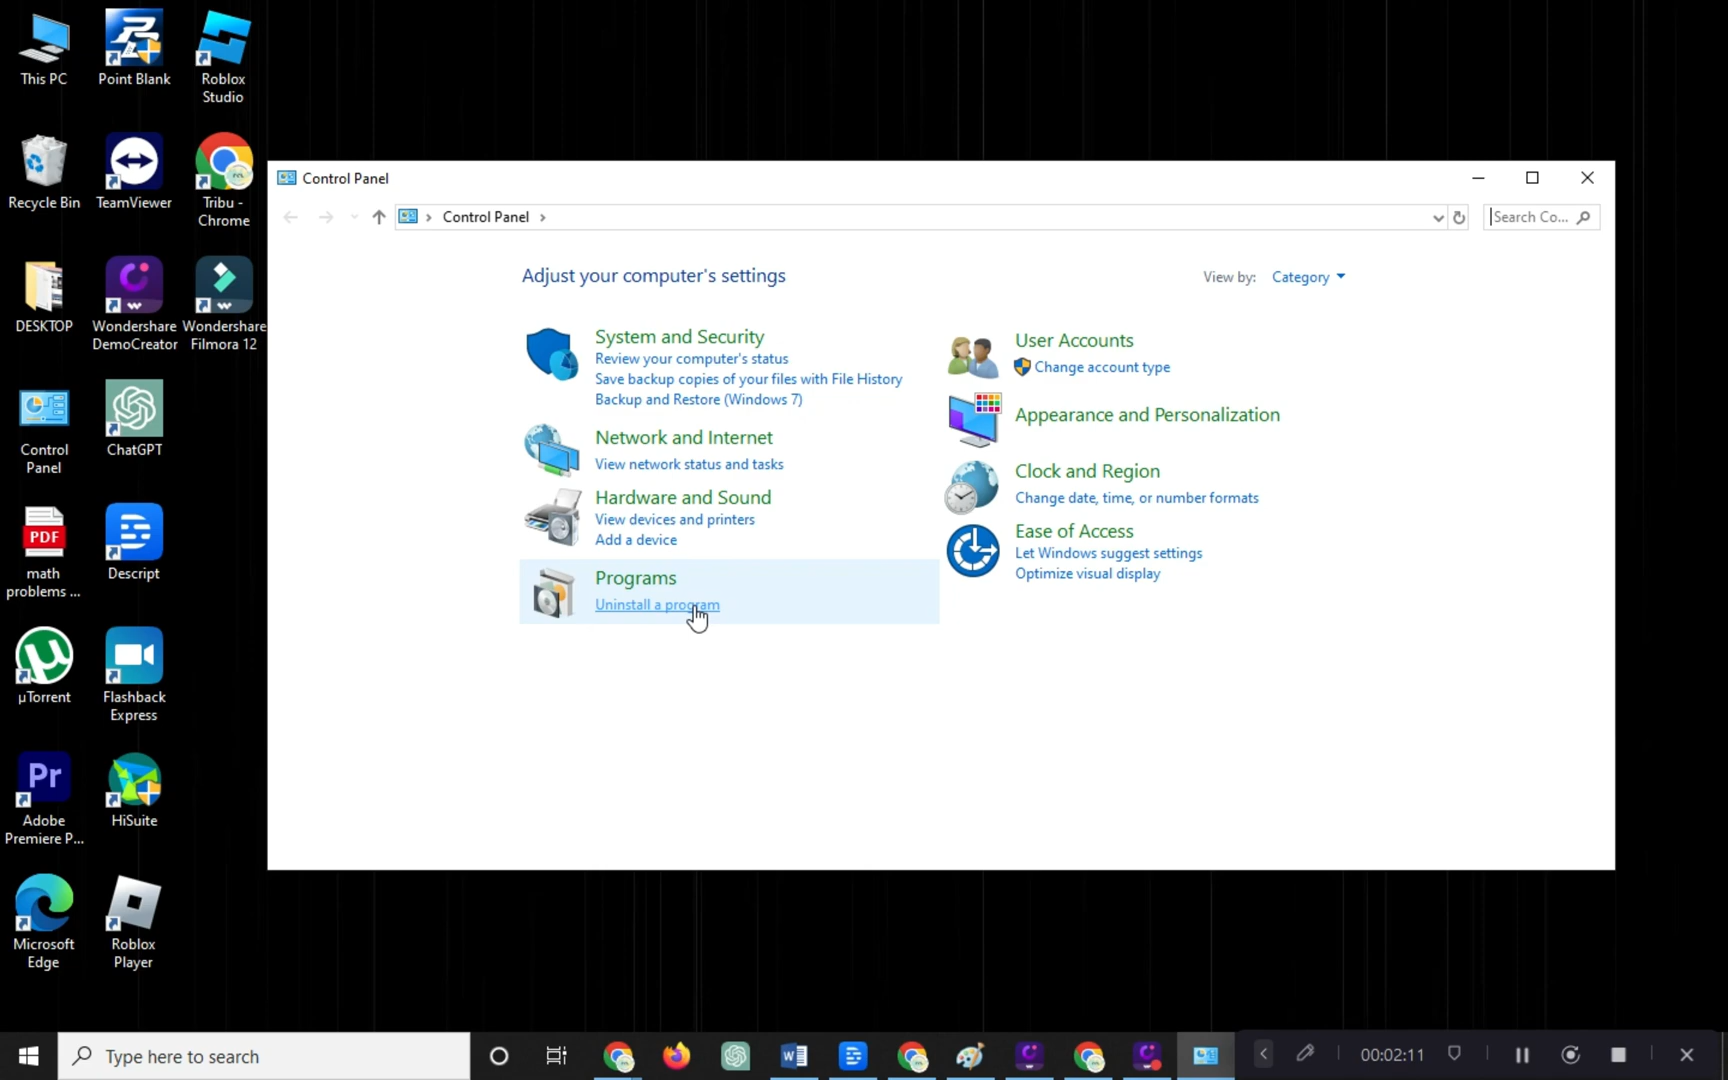 This PC
Point Blank
Roblox
Studio
Recycle Bin
TeamViewer
Tribu -
Chrome
DESKTOP
Wondershare
DemoCreator
Wondershare
Filmora 12
Control
Panel
ChatGPT
PDF
math
problems ...
Descript
µTorrent
Flashback
Express
Pr
Adobe
Premiere P...
HiSuite
Microsoft
Edge
Roblox
Player
Control Panel
Control Panel
Search Co...
Adjust your computer's settings
View by: Category
System and Security
Review your computer's status
Save backup copies of your files with File History
Backup and Restore (Windows 7)
Network and Internet
View network status and tasks
Hardware and Sound
View devices and printers
Add a device
Programs
Uninstall a program
User Accounts
Change account type
Appearance and Personalization
Clock and Region
Change date, time, or number formats
Ease of Access
Let Windows suggest settings
Optimize visual display
Type here to search
00:02:11